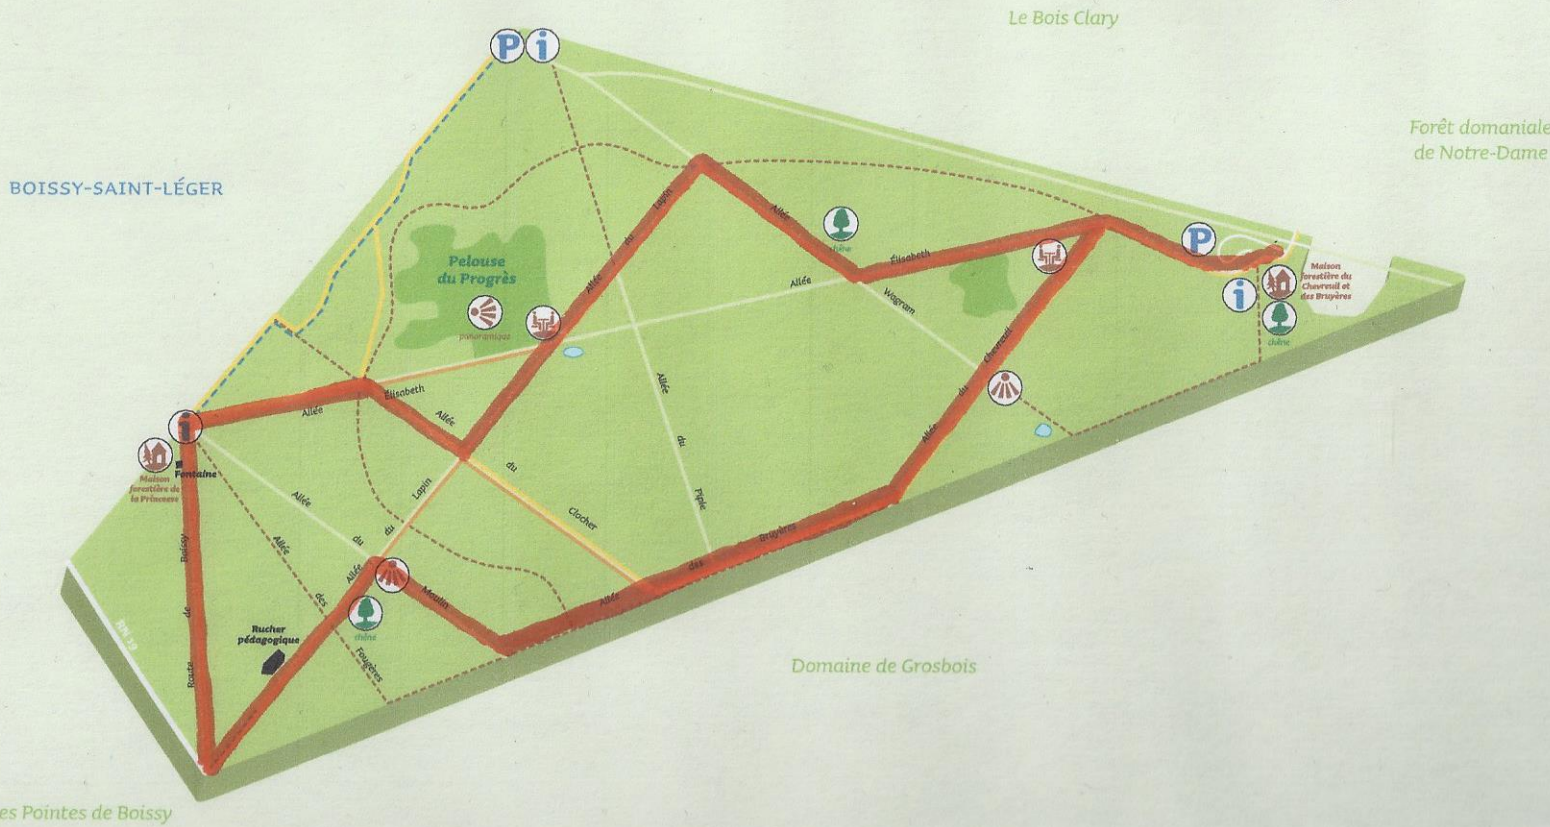 Le Bois Clary
P i
Forêt domaniale
de Notre-Dame
BOISSY-SAINT-LÉGER
Lapin
Allée
du
chêne
P
Pelouse
du Progrès
Élisabeth
Allée
Allée
Wagram
Maison
forestière du
Chevreuil et
des Bruyères
i
panoramique
chêne
Chevreuil
du
Allée
Élisabeth
Allée
Allée
Allée
i
du
du
Fontaine
Maison
forestière de
la Princesse
Lapin
Allée
Piple
Clocher
du
du
Bruyères
Boissy
Allée
des
Allée
Moulin
Allée
des
de
chêne
Rucher
pédagogique
RN 19
Fougères
Route
Domaine de Grosbois
es Pointes de Boissy